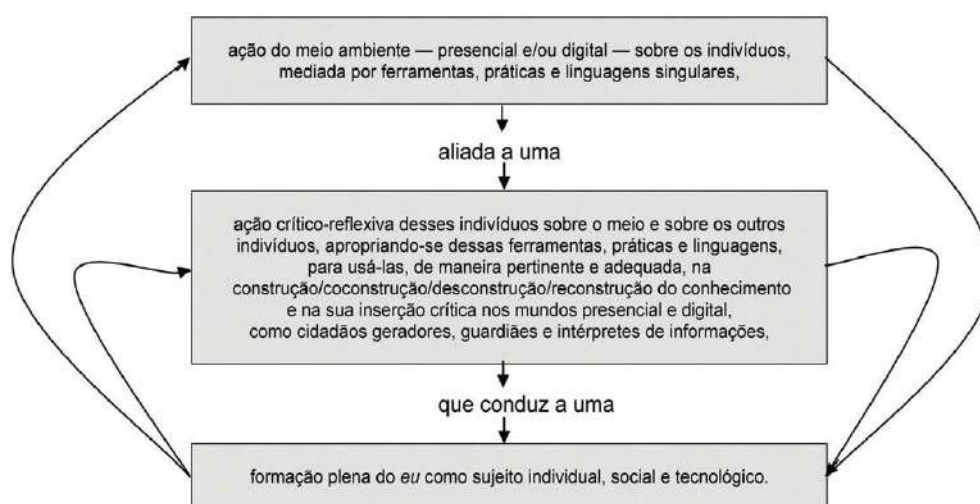 ação do meio ambiente — presencial e/ou digital — sobre os indivíduos,
mediada por ferramentas, práticas e linguagens singulares,
aliada a uma
ação crítico-reflexiva desses indivíduos sobre o meio e sobre os outros
indivíduos, apropriando-se dessas ferramentas, práticas e linguagens,
para usá-las, de maneira pertinente e adequada, na
construção/coconstrução/desconstrução/reconstrução do conhecimento
e na sua inserção crítica nos mundos presencial e digital,
como cidadãos geradores, guardiães e intérpretes de informações,
que conduz a uma
formação plena do eu como sujeito individual, social e tecnológico.